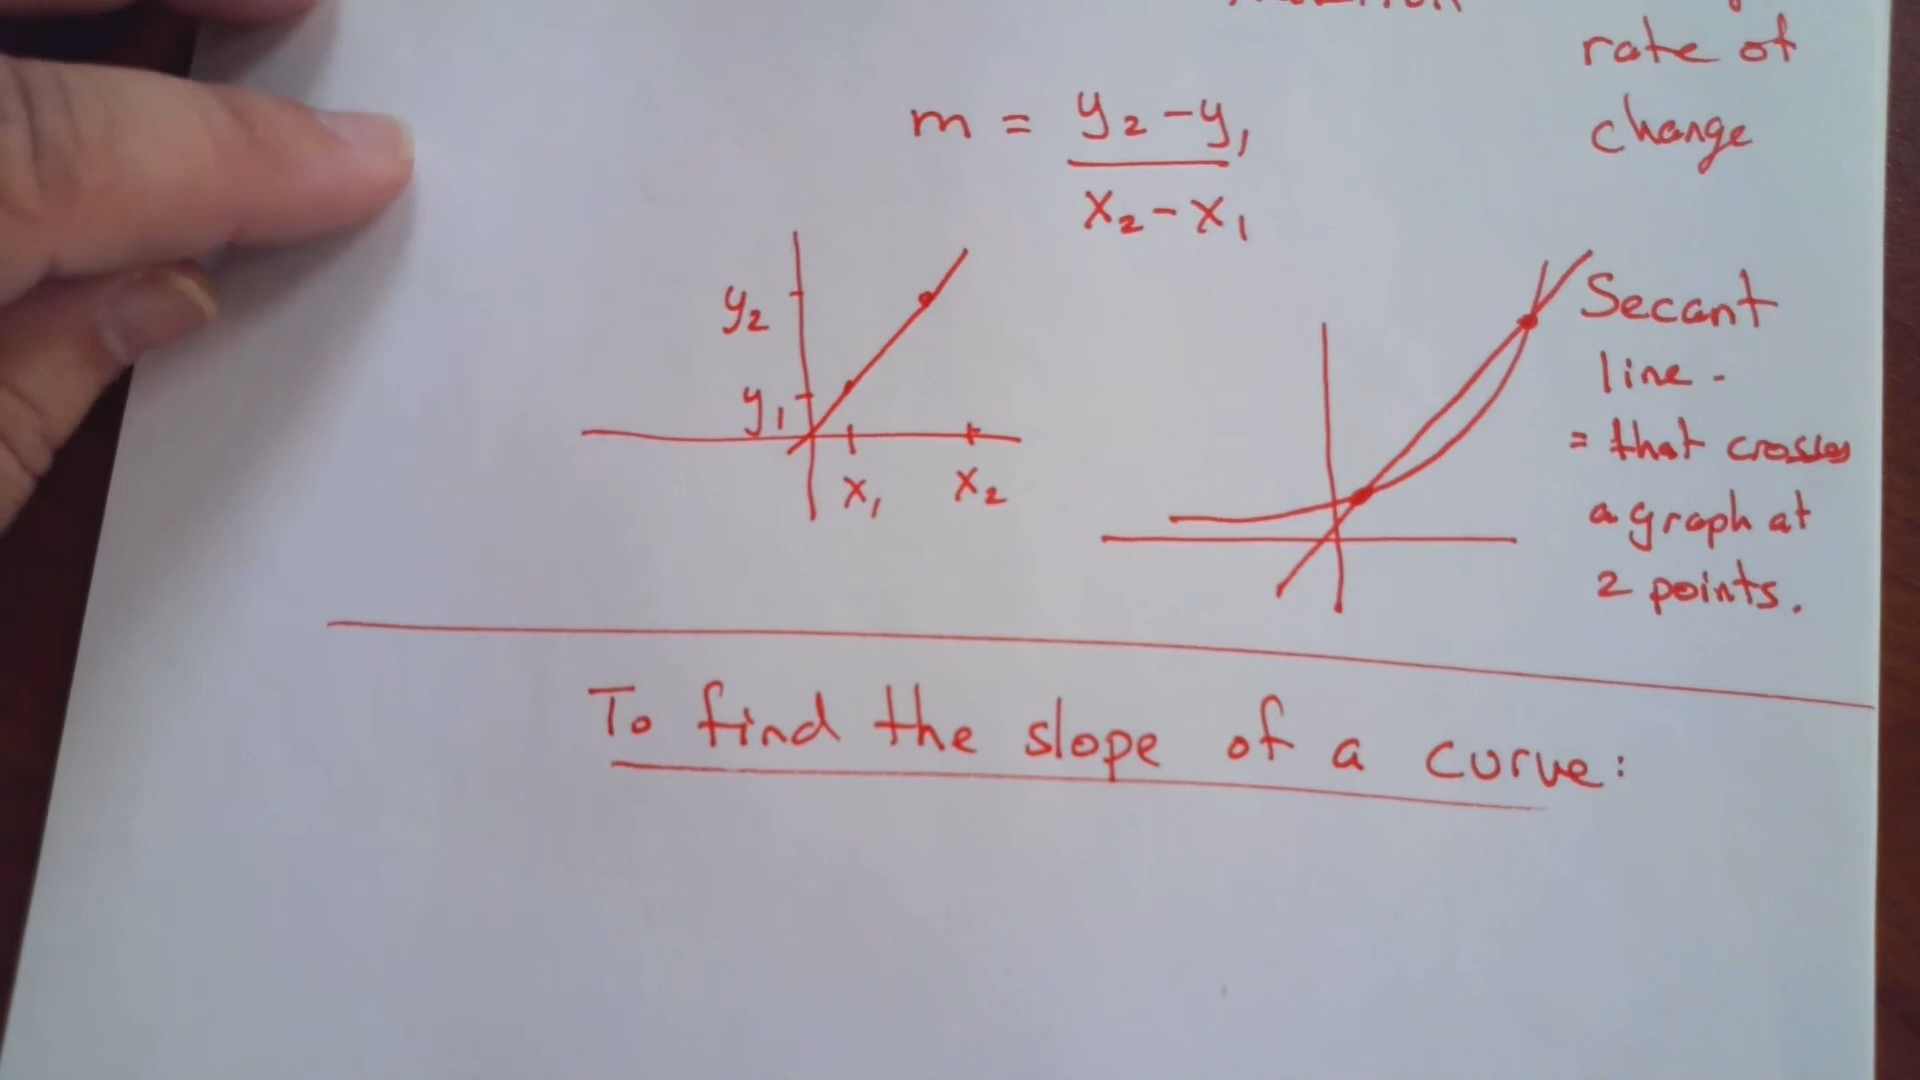 rate of
change
m = y₂ - y₁
x₂ - x₁
y₂
y₁
x₁ x₂
Secant
line -
= that crosses
a graph at
2 points.
To find the slope of a curve: